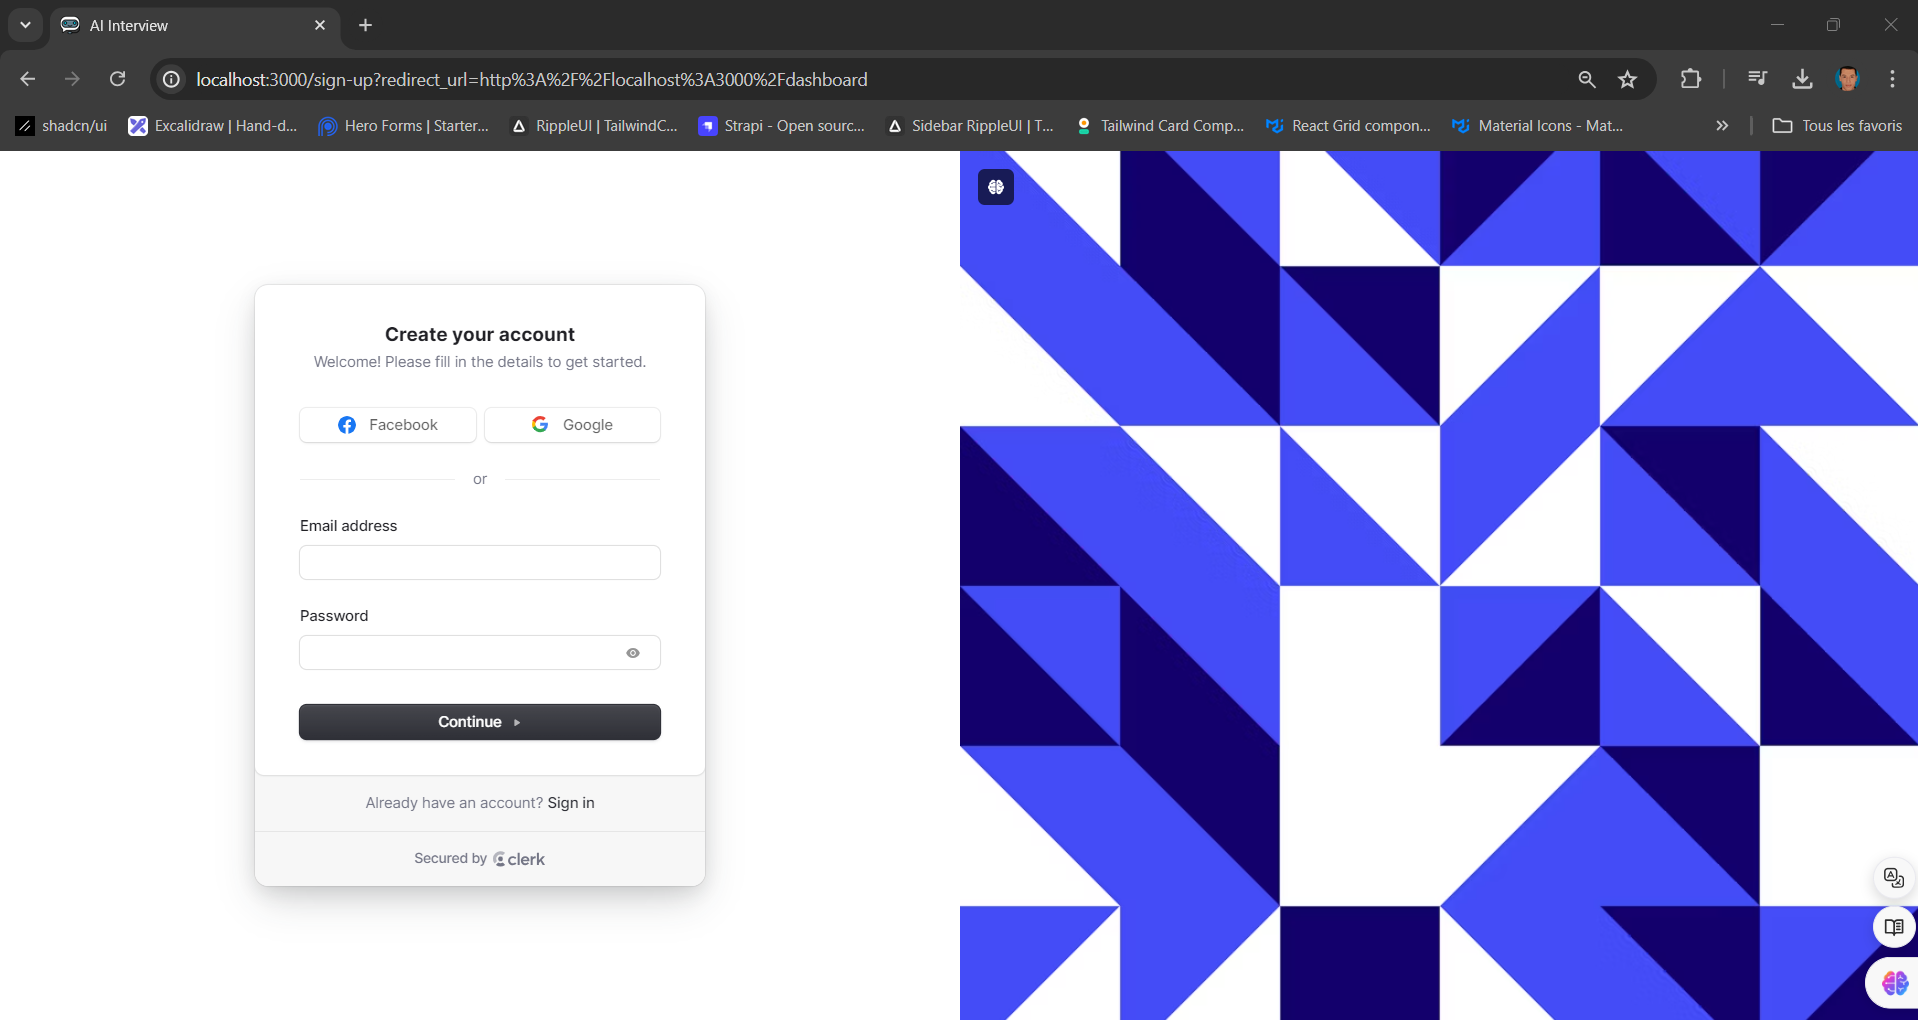 AI Interview
localhost:3000/sign-up?redirect_url=http%3A%2F%2Flocalhost%3A3000%2Fdashboard
shadcn/ui Excalidraw | Hand-d... Hero Forms | Starter... RippleUI | TailwindC... Strapi - Open sourc... Sidebar RippleUI | T... Tailwind Card Comp... React Grid compon... Material Icons - Mat... Tous les favoris
Create your account
Welcome! Please fill in the details to get started.
Facebook Google
or
Email address
Password
Continue
Already have an account? Sign in
Secured by clerk